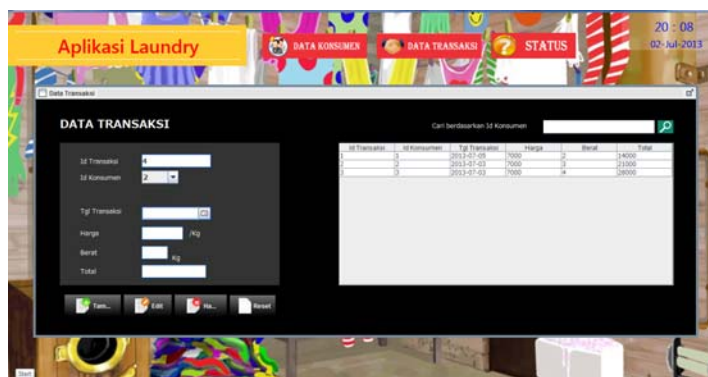 20 : 08
Aplikasi Laundry
DATA KONSUMEN
DATA TRANSAKSI
STATUS
02-Jul-2013
Data Transaksi
DATA TRANSAKSI
Cari berdasarkan Id Konsumen
Id Transaksi 4
Id Konsumen 2
Tgl Transaksi
Harga /Kg
Berat Kg
Total
Tam... Edit Ha... Reset
Id Transaksi Id Konsumen Tgl Transaksi Harga Berat Total
1 1 2013-07-05 7000 2 14000
2 2 2013-07-03 7000 3 21000
3 3 2013-07-03 7000 4 28000
Start